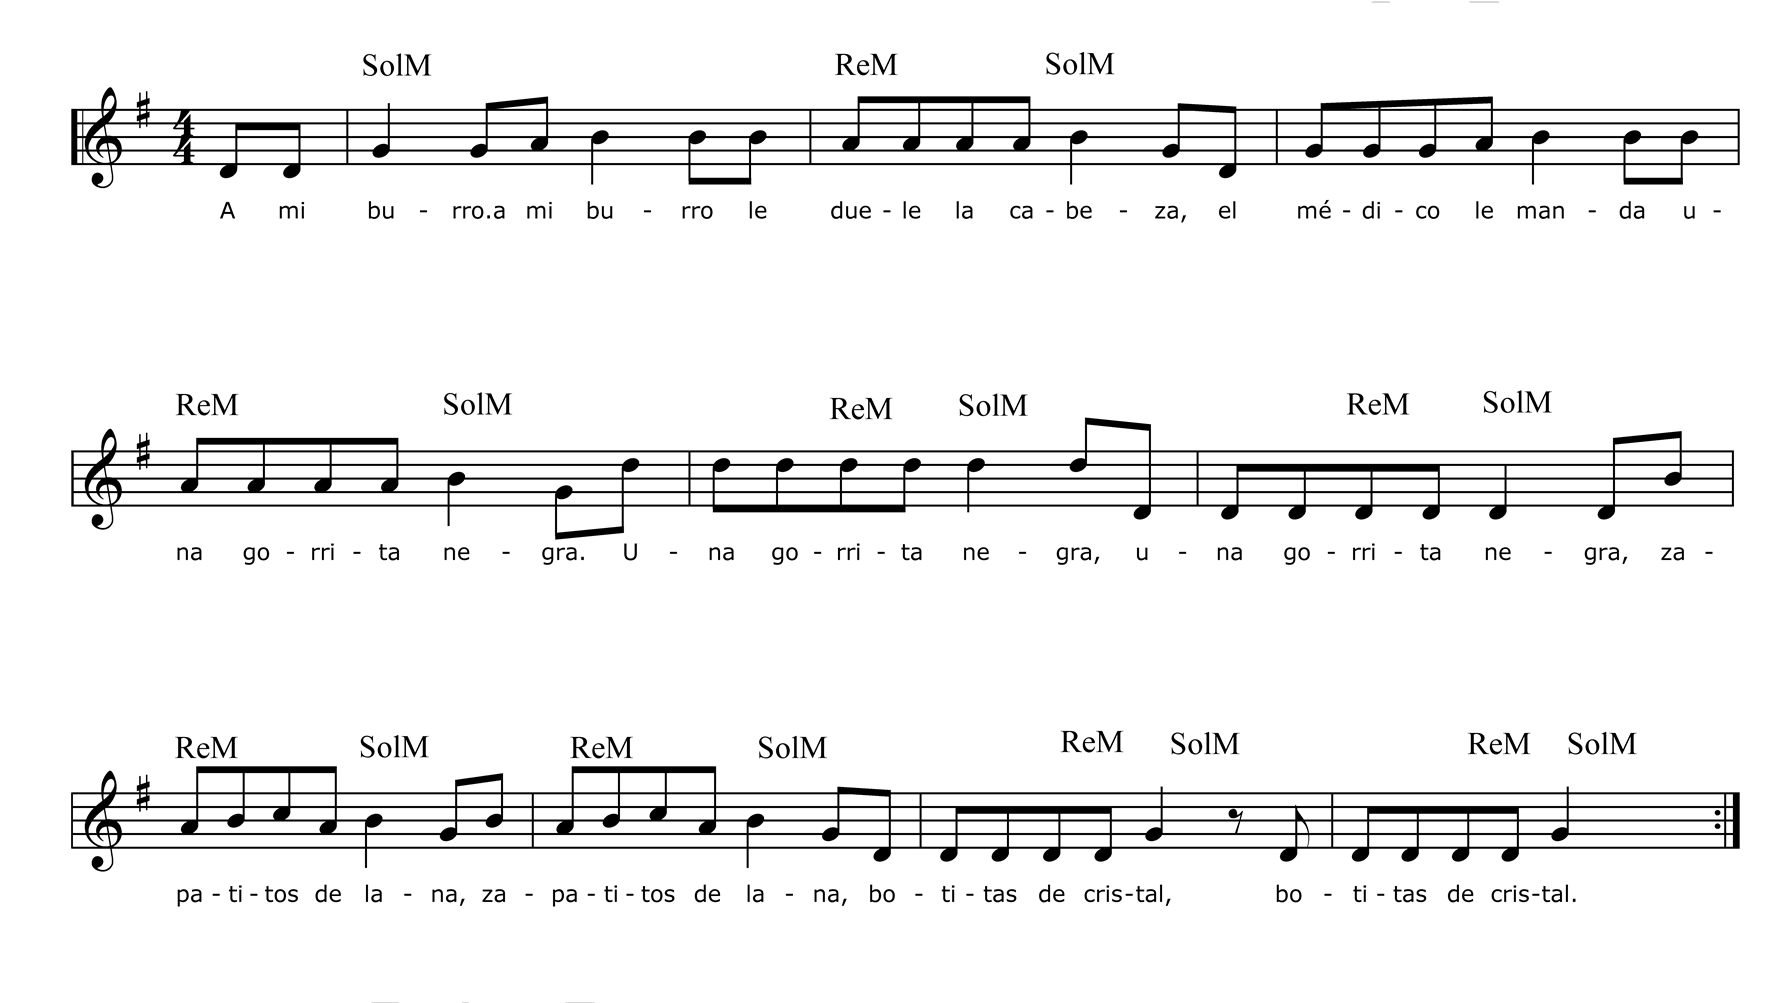 SolM ReM SolM
4
4
A mi bu - rro.a mi bu - rro le due - le la ca - be - za, el mé - di - co le man - da u -
ReM SolM ReM SolM ReM SolM
na go - rri - ta ne - gra. U - na go - rri - ta ne - gra, u - na go - rri - ta ne - gra, za -
ReM SolM ReM SolM ReM SolM ReM SolM
pa - ti - tos de la - na, za - pa - ti - tos de la - na, bo - ti - tas de cris-tal, bo - ti - tas de cris-tal.